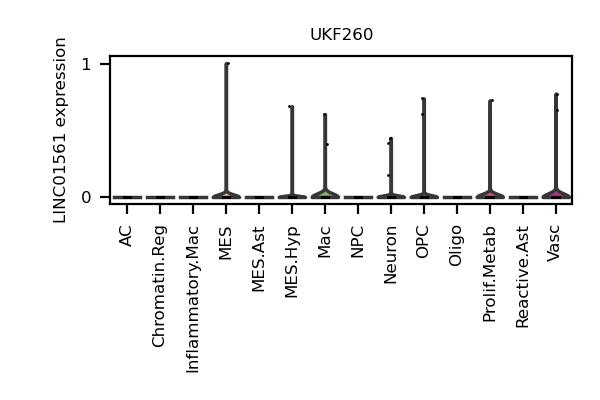 UKF260
LINC01561 expression
1
0
AC
Chromatin.Reg
Inflammatory.Mac
MES
MES.Ast
MES.Hyp
Mac
NPC
Neuron
OPC
Oligo
Prolif.Metab
Reactive.Ast
Vasc